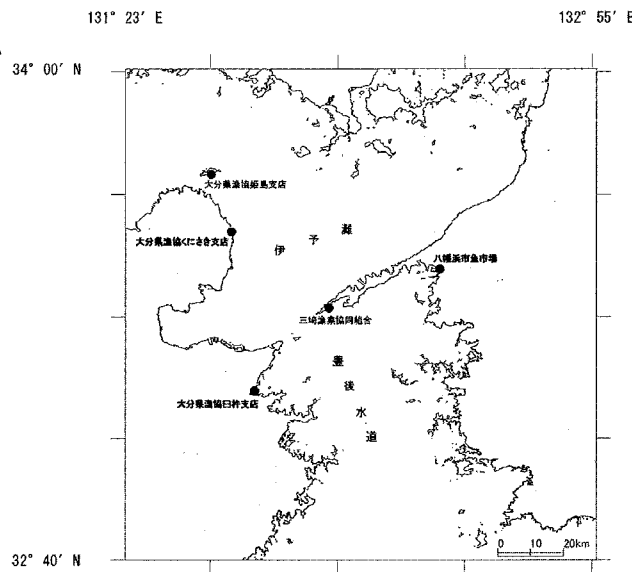 131° 23' E
132° 55' E
34° 00' N
大分県漁協姫島支店
大分県漁協くにさき支店
伊予灘
八幡浜市魚市場
三崎漁業協同組合
豊後水道
大分県漁協臼杵支店
32° 40' N
0 10 20km